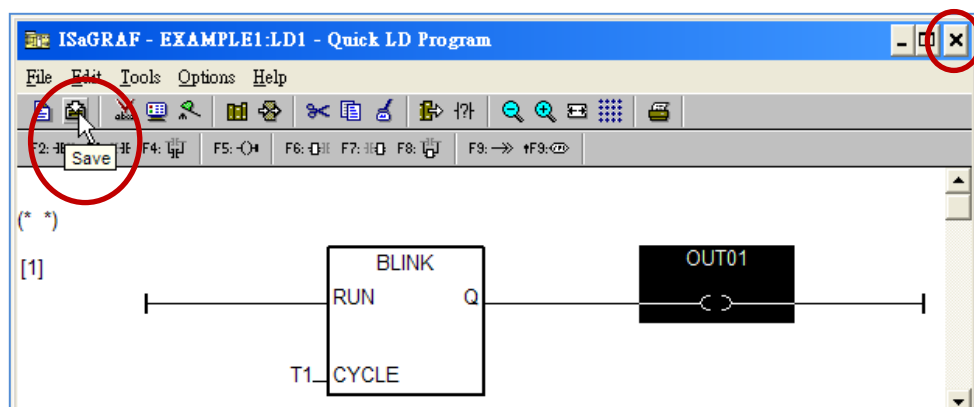 ISaGRAF - EXAMPLE1:LD1 - Quick LD Program
File Edit Tools Options Help
F2: F4: F5: F6: F7: F8: F9: ↑F9:
Save
(* *)
[1]
BLINK
OUT01
RUN Q
T1 CYCLE